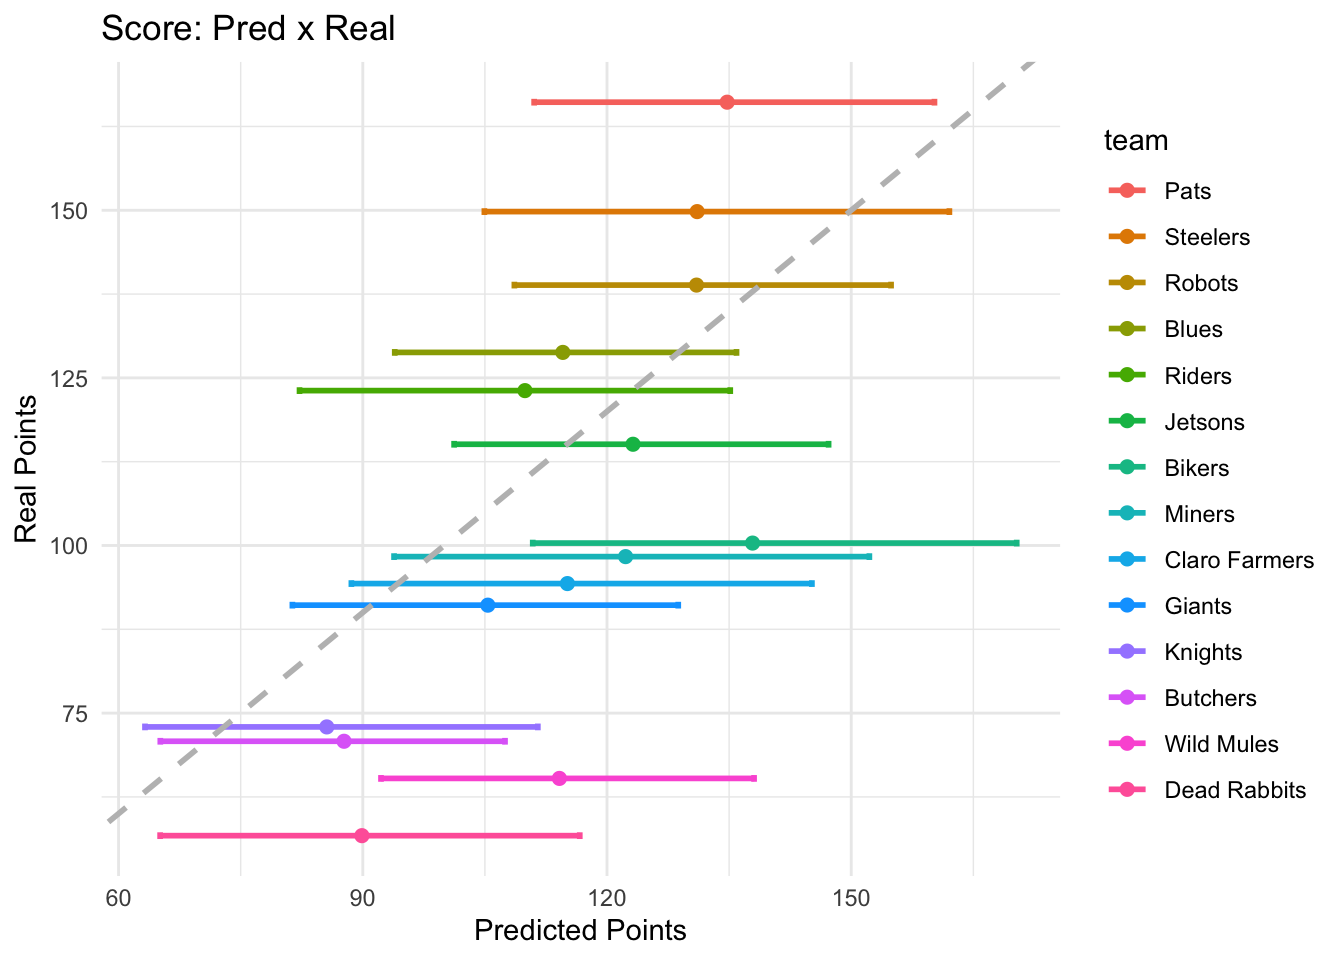 Score: Pred x Real
Real Points
150
125
100
75
60
90
120
150
Predicted Points
team
Pats
Steelers
Robots
Blues
Riders
Jetsons
Bikers
Miners
Claro Farmers
Giants
Knights
Butchers
Wild Mules
Dead Rabbits